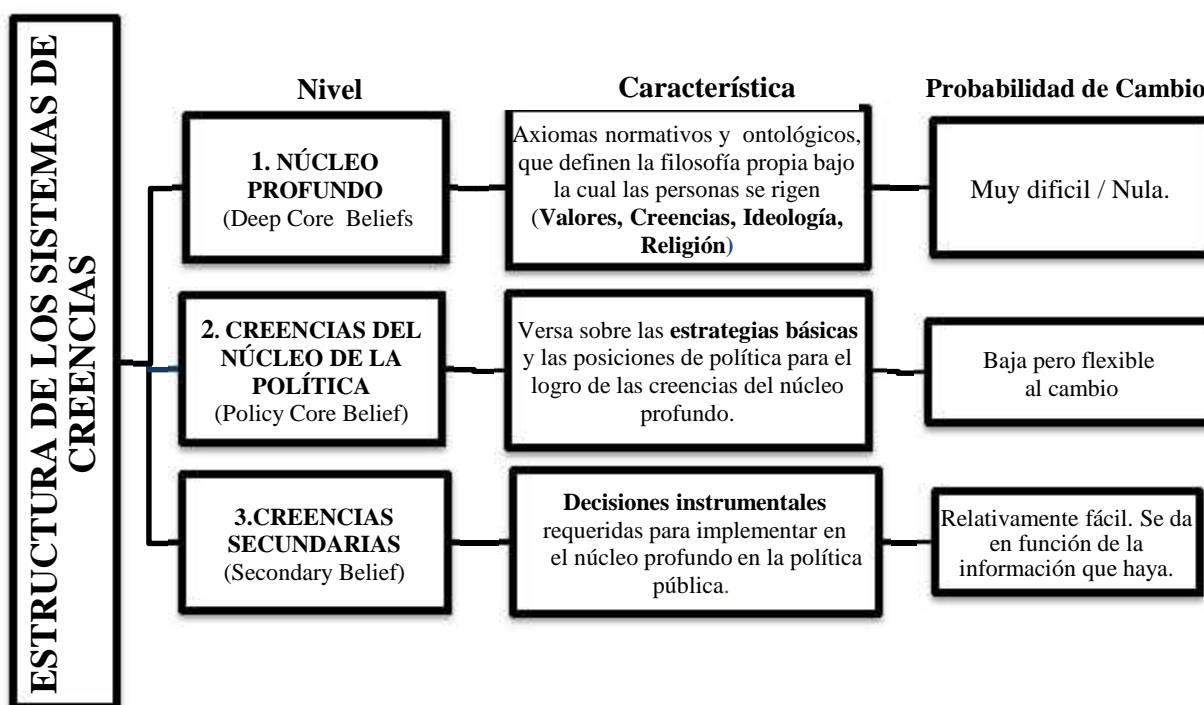 ESTRUCTURA DE LOS SISTEMAS DE
CREENCIAS
Nivel
Característica
Probabilidad de Cambio
1. NÚCLEO
PROFUNDO
(Deep Core Beliefs
Axiomas normativos y ontológicos,
que definen la filosofía propia bajo
la cual las personas se rigen
(Valores, Creencias, Ideología,
Religión)
Muy dificil / Nula.
2. CREENCIAS DEL
NÚCLEO DE LA
POLÍTICA
(Policy Core Belief)
Versa sobre las estrategias básicas
y las posiciones de política para el
logro de las creencias del núcleo
profundo.
Baja pero flexible
al cambio
3.CREENCIAS
SECUNDARIAS
(Secondary Belief)
Decisiones instrumentales
requeridas para implementar en
el núcleo profundo en la política
pública.
Relativamente fácil. Se da
en función de la
información que haya.